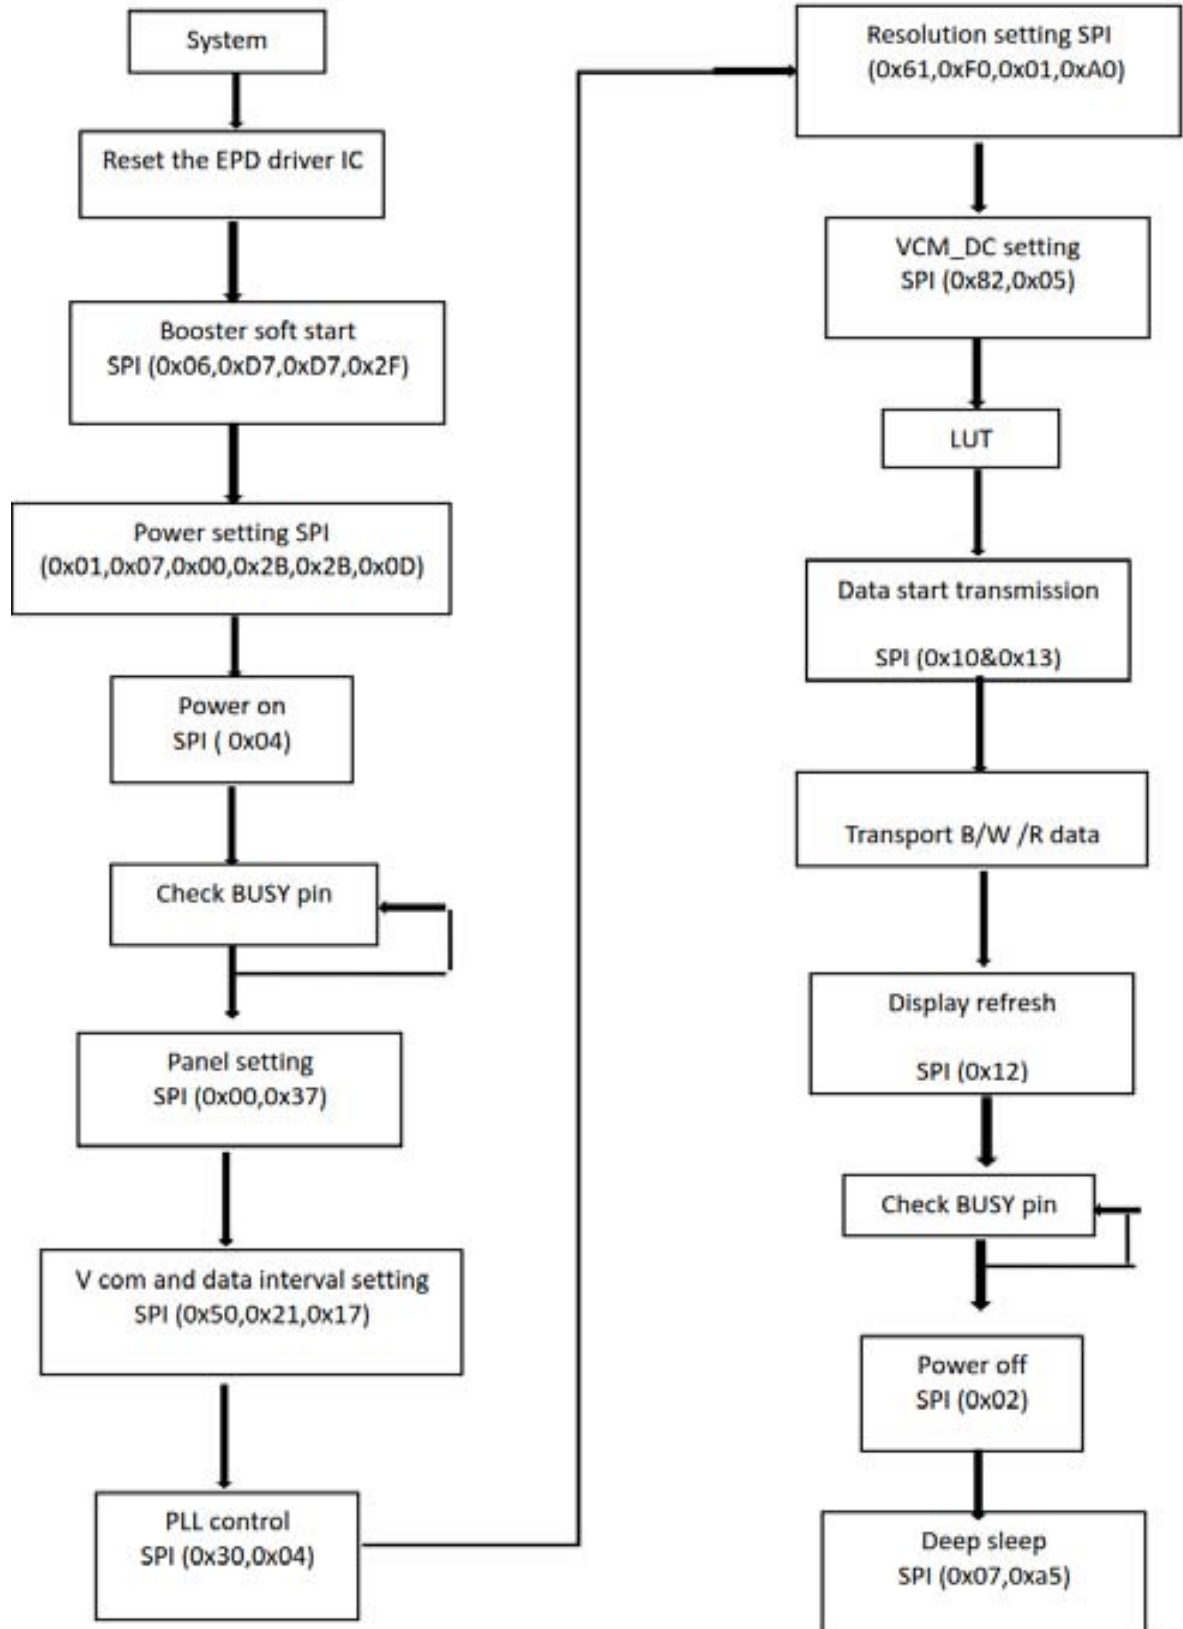 System
Reset the EPD driver IC
Booster soft start
SPI (0x06,0xD7,0xD7,0x2F)
Power setting SPI
(0x01,0x07,0x00,0x2B,0x2B,0x0D)
Power on
SPI ( 0x04)
Check BUSY pin
Panel setting
SPI (0x00,0x37)
V com and data interval setting
SPI (0x50,0x21,0x17)
PLL control
SPI (0x30,0x04)
Resolution setting SPI
(0x61,0xF0,0x01,0xA0)
VCM_DC setting
SPI (0x82,0x05)
LUT
Data start transmission
SPI (0x10&0x13)
Transport B/W /R data
Display refresh
SPI (0x12)
Check BUSY pin
Power off
SPI (0x02)
Deep sleep
SPI (0x07,0xa5)